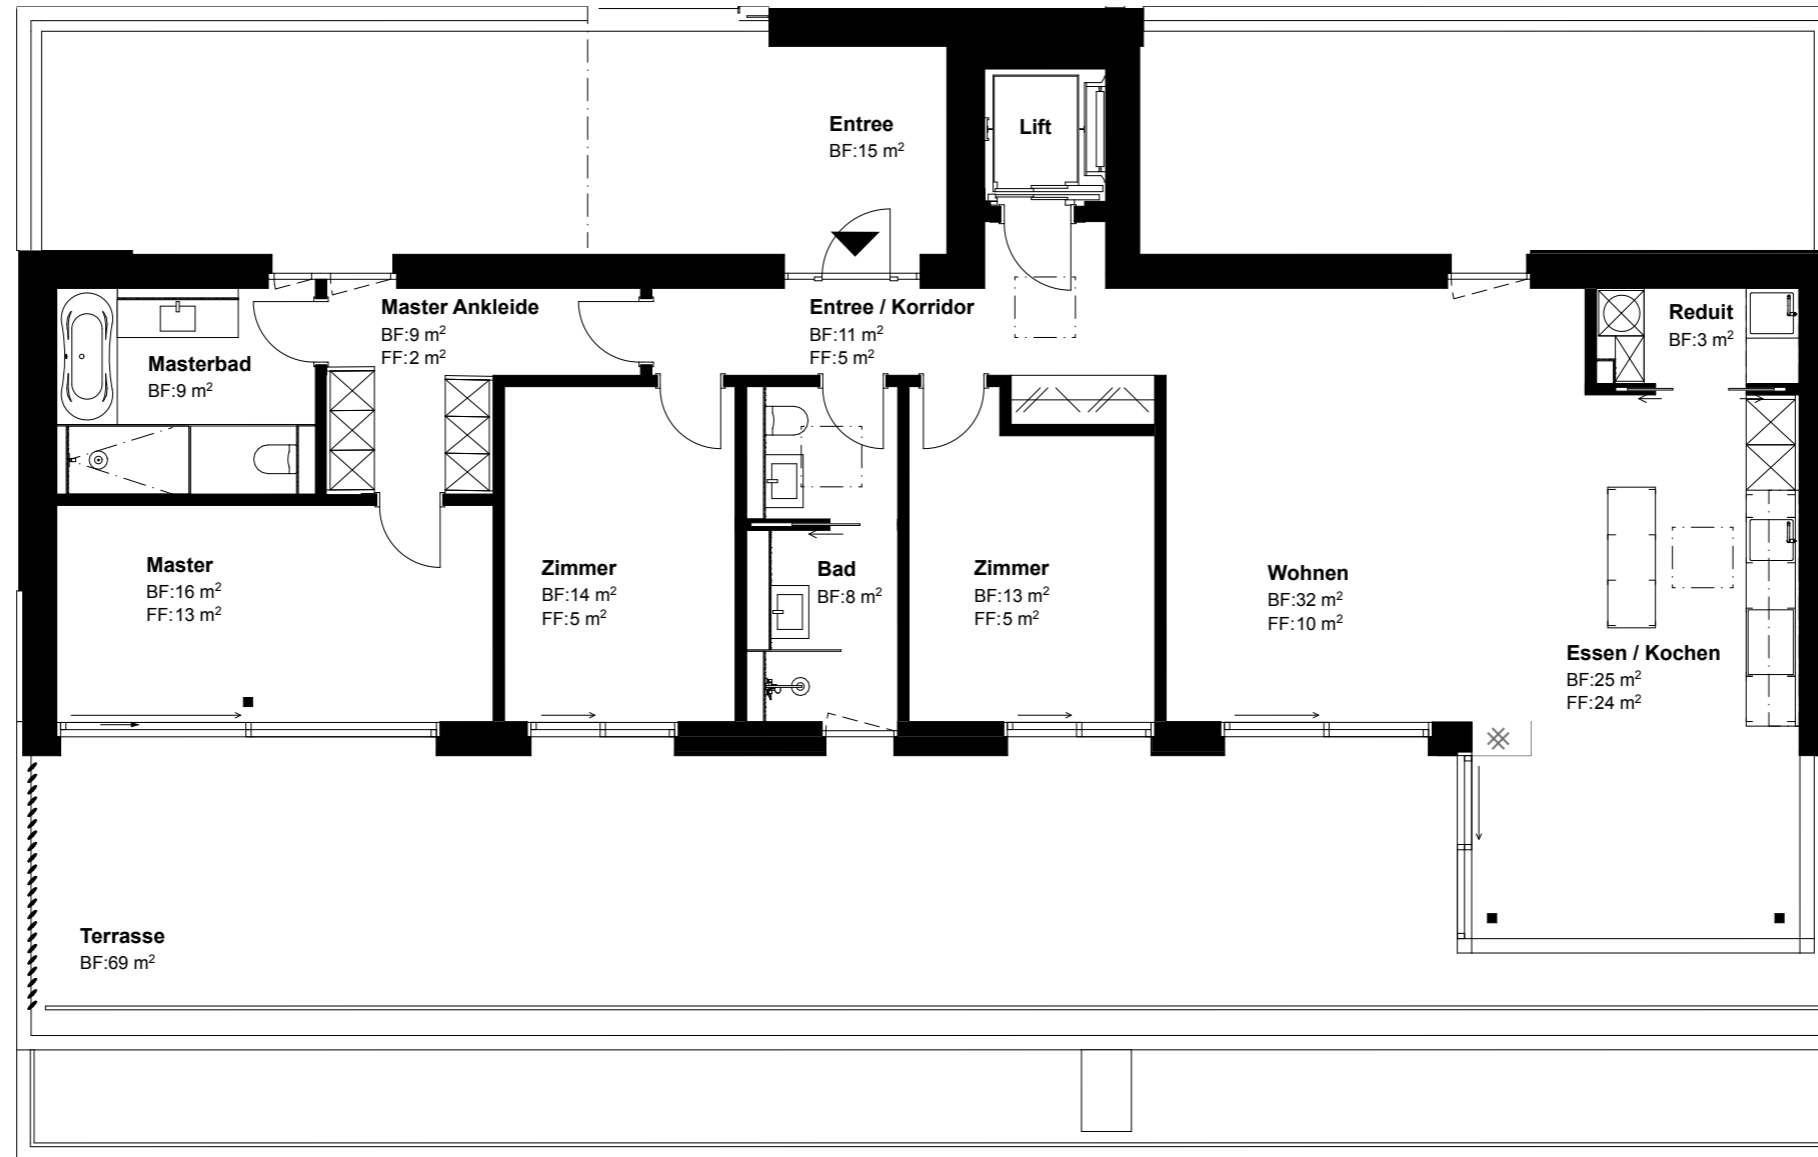 Entree
BF:15 m²
Lift
Master Ankleide
BF:9 m²
FF:2 m²
Entree / Korridor
BF:11 m²
FF:5 m²
Reduit
BF:3 m²
Masterbad
BF:9 m²
Master
BF:16 m²
FF:13 m²
Zimmer
BF:14 m²
FF:5 m²
Bad
BF:8 m²
Zimmer
BF:13 m²
FF:5 m²
Wohnen
BF:32 m²
FF:10 m²
Essen / Kochen
BF:25 m²
FF:24 m²
Terrasse
BF:69 m²